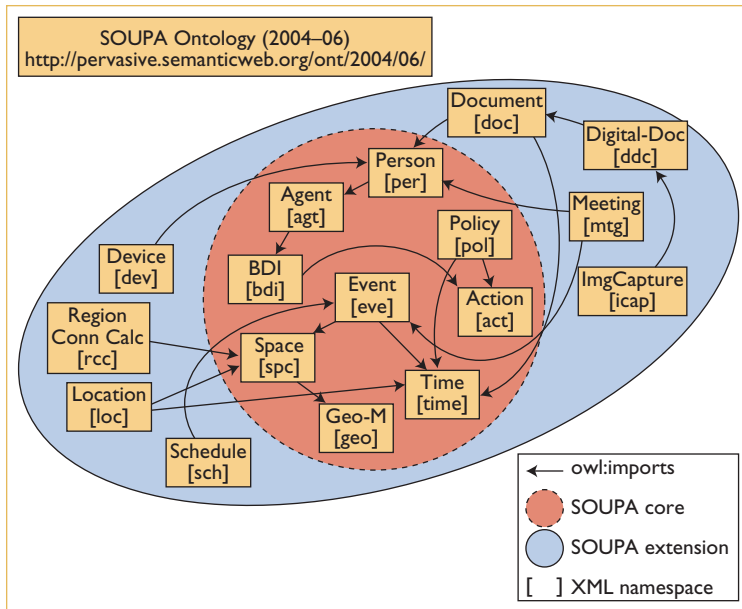 SOUPA Ontology (2004–06)
http://pervasive.semanticweb.org/ont/2004/06/
Document
[doc]
Digital-Doc
[ddc]
Person
[per]
Agent
[agt]
Meeting
[mtg]
Policy
[pol]
Device
[dev]
BDI
[bdi]
Event
[eve]
Action
[act]
ImgCapture
[icap]
Region
Conn Calc
[rcc]
Space
[spc]
Location
[loc]
Time
[time]
Geo-M
[geo]
Schedule
[sch]
owl:imports
SOUPA core
SOUPA extension
[ ] XML namespace